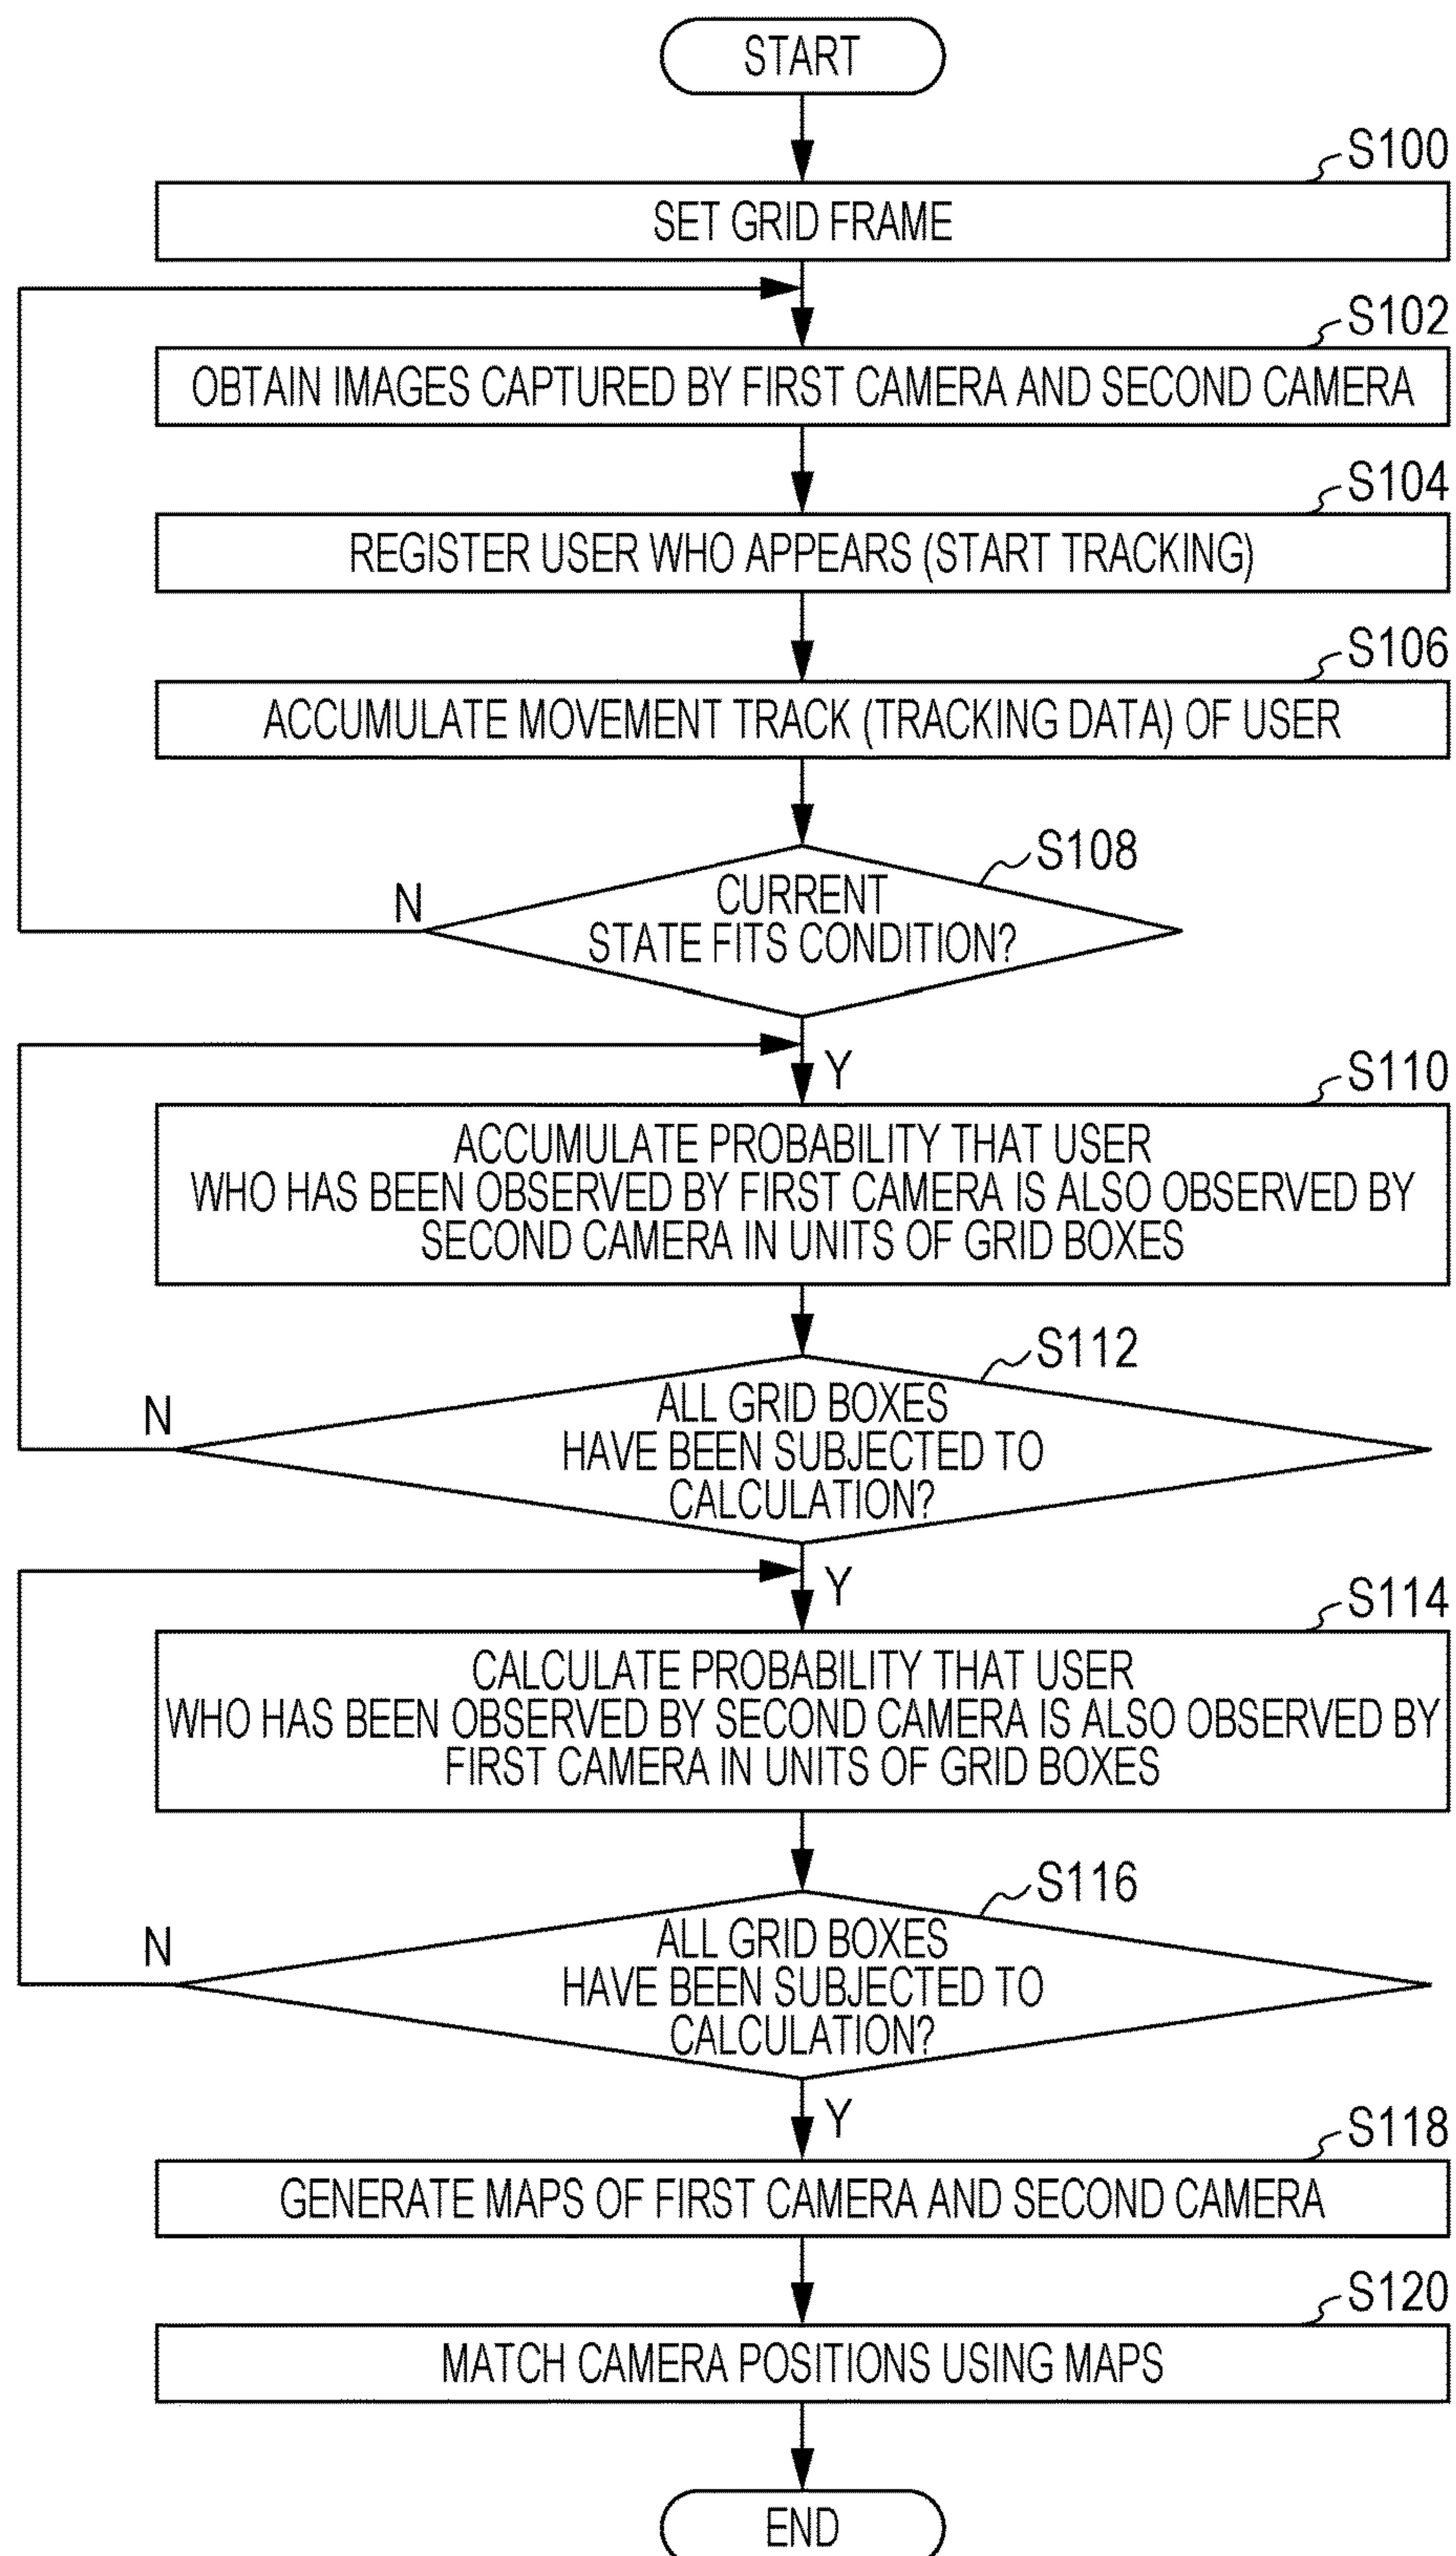 START
S100
SET GRID FRAME
S102
OBTAIN IMAGES CAPTURED BY FIRST CAMERA AND SECOND CAMERA
S104
REGISTER USER WHO APPEARS (START TRACKING)
S106
ACCUMULATE MOVEMENT TRACK (TRACKING DATA) OF USER
S108
N
CURRENT
STATE FITS CONDITION?
Y
S110
ACCUMULATE PROBABILITY THAT USER
WHO HAS BEEN OBSERVED BY FIRST CAMERA IS ALSO OBSERVED BY
SECOND CAMERA IN UNITS OF GRID BOXES
S112
N
ALL GRID BOXES
HAVE BEEN SUBJECTED TO
CALCULATION?
Y
S114
CALCULATE PROBABILITY THAT USER
WHO HAS BEEN OBSERVED BY SECOND CAMERA IS ALSO OBSERVED BY
FIRST CAMERA IN UNITS OF GRID BOXES
S116
N
ALL GRID BOXES
HAVE BEEN SUBJECTED TO
CALCULATION?
Y
S118
GENERATE MAPS OF FIRST CAMERA AND SECOND CAMERA
S120
MATCH CAMERA POSITIONS USING MAPS
END